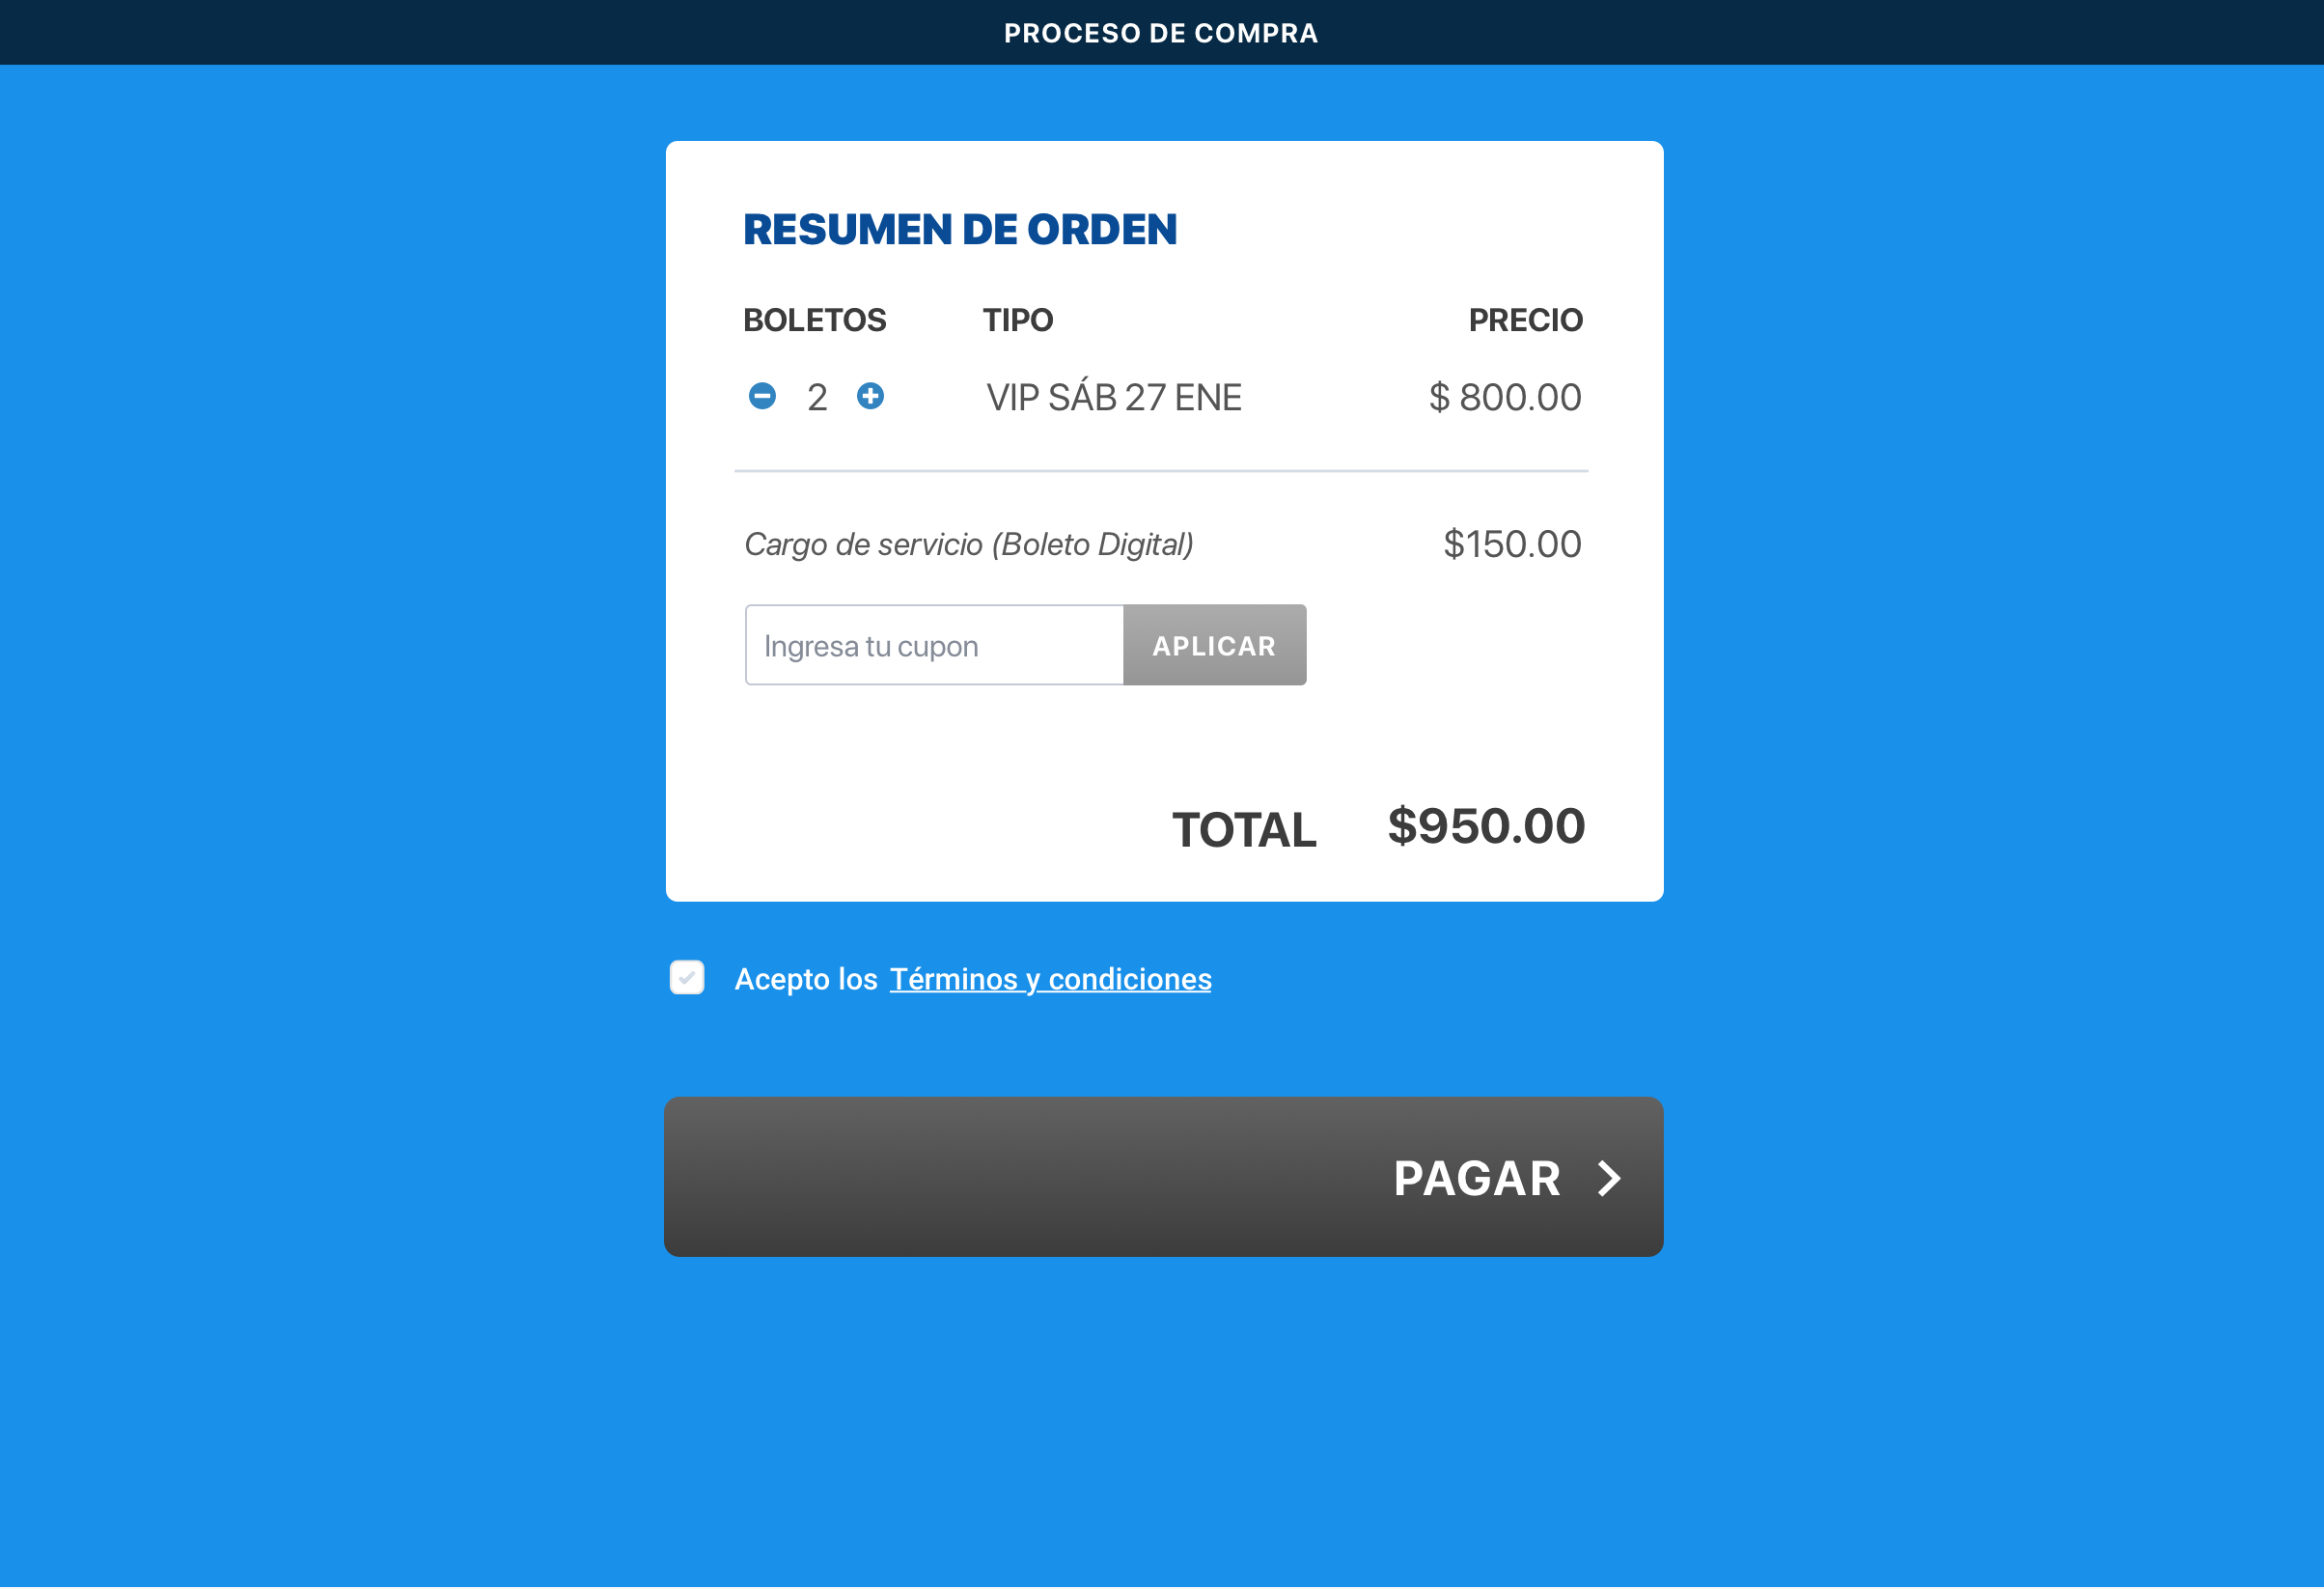 PROCESO DE COMPRA
RESUMEN DE ORDEN
BOLETOS TIPO PRECIO
2 VIP SÁB 27 ENE $ 800.00
Cargo de servicio (Boleto Digital) $150.00
Ingresa tu cupon APLICAR
TOTAL $950.00
Acepto los Términos y condiciones
PAGAR